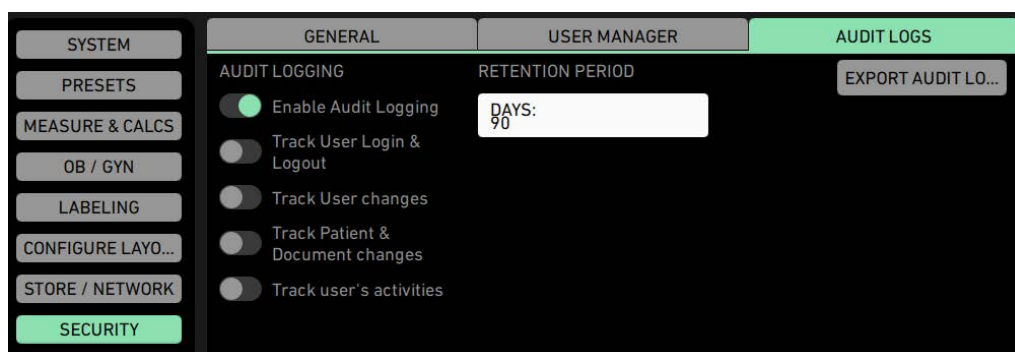 SYSTEM
PRESETS
MEASURE & CALCS
OB / GYN
LABELING
CONFIGURE LAYO...
STORE / NETWORK
SECURITY
GENERAL
USER MANAGER
AUDIT LOGS
AUDIT LOGGING
Enable Audit Logging
Track User Login &
Logout
Track User changes
Track Patient &
Document changes
Track user's activities
RETENTION PERIOD
DAYS:
90
EXPORT AUDIT LO...